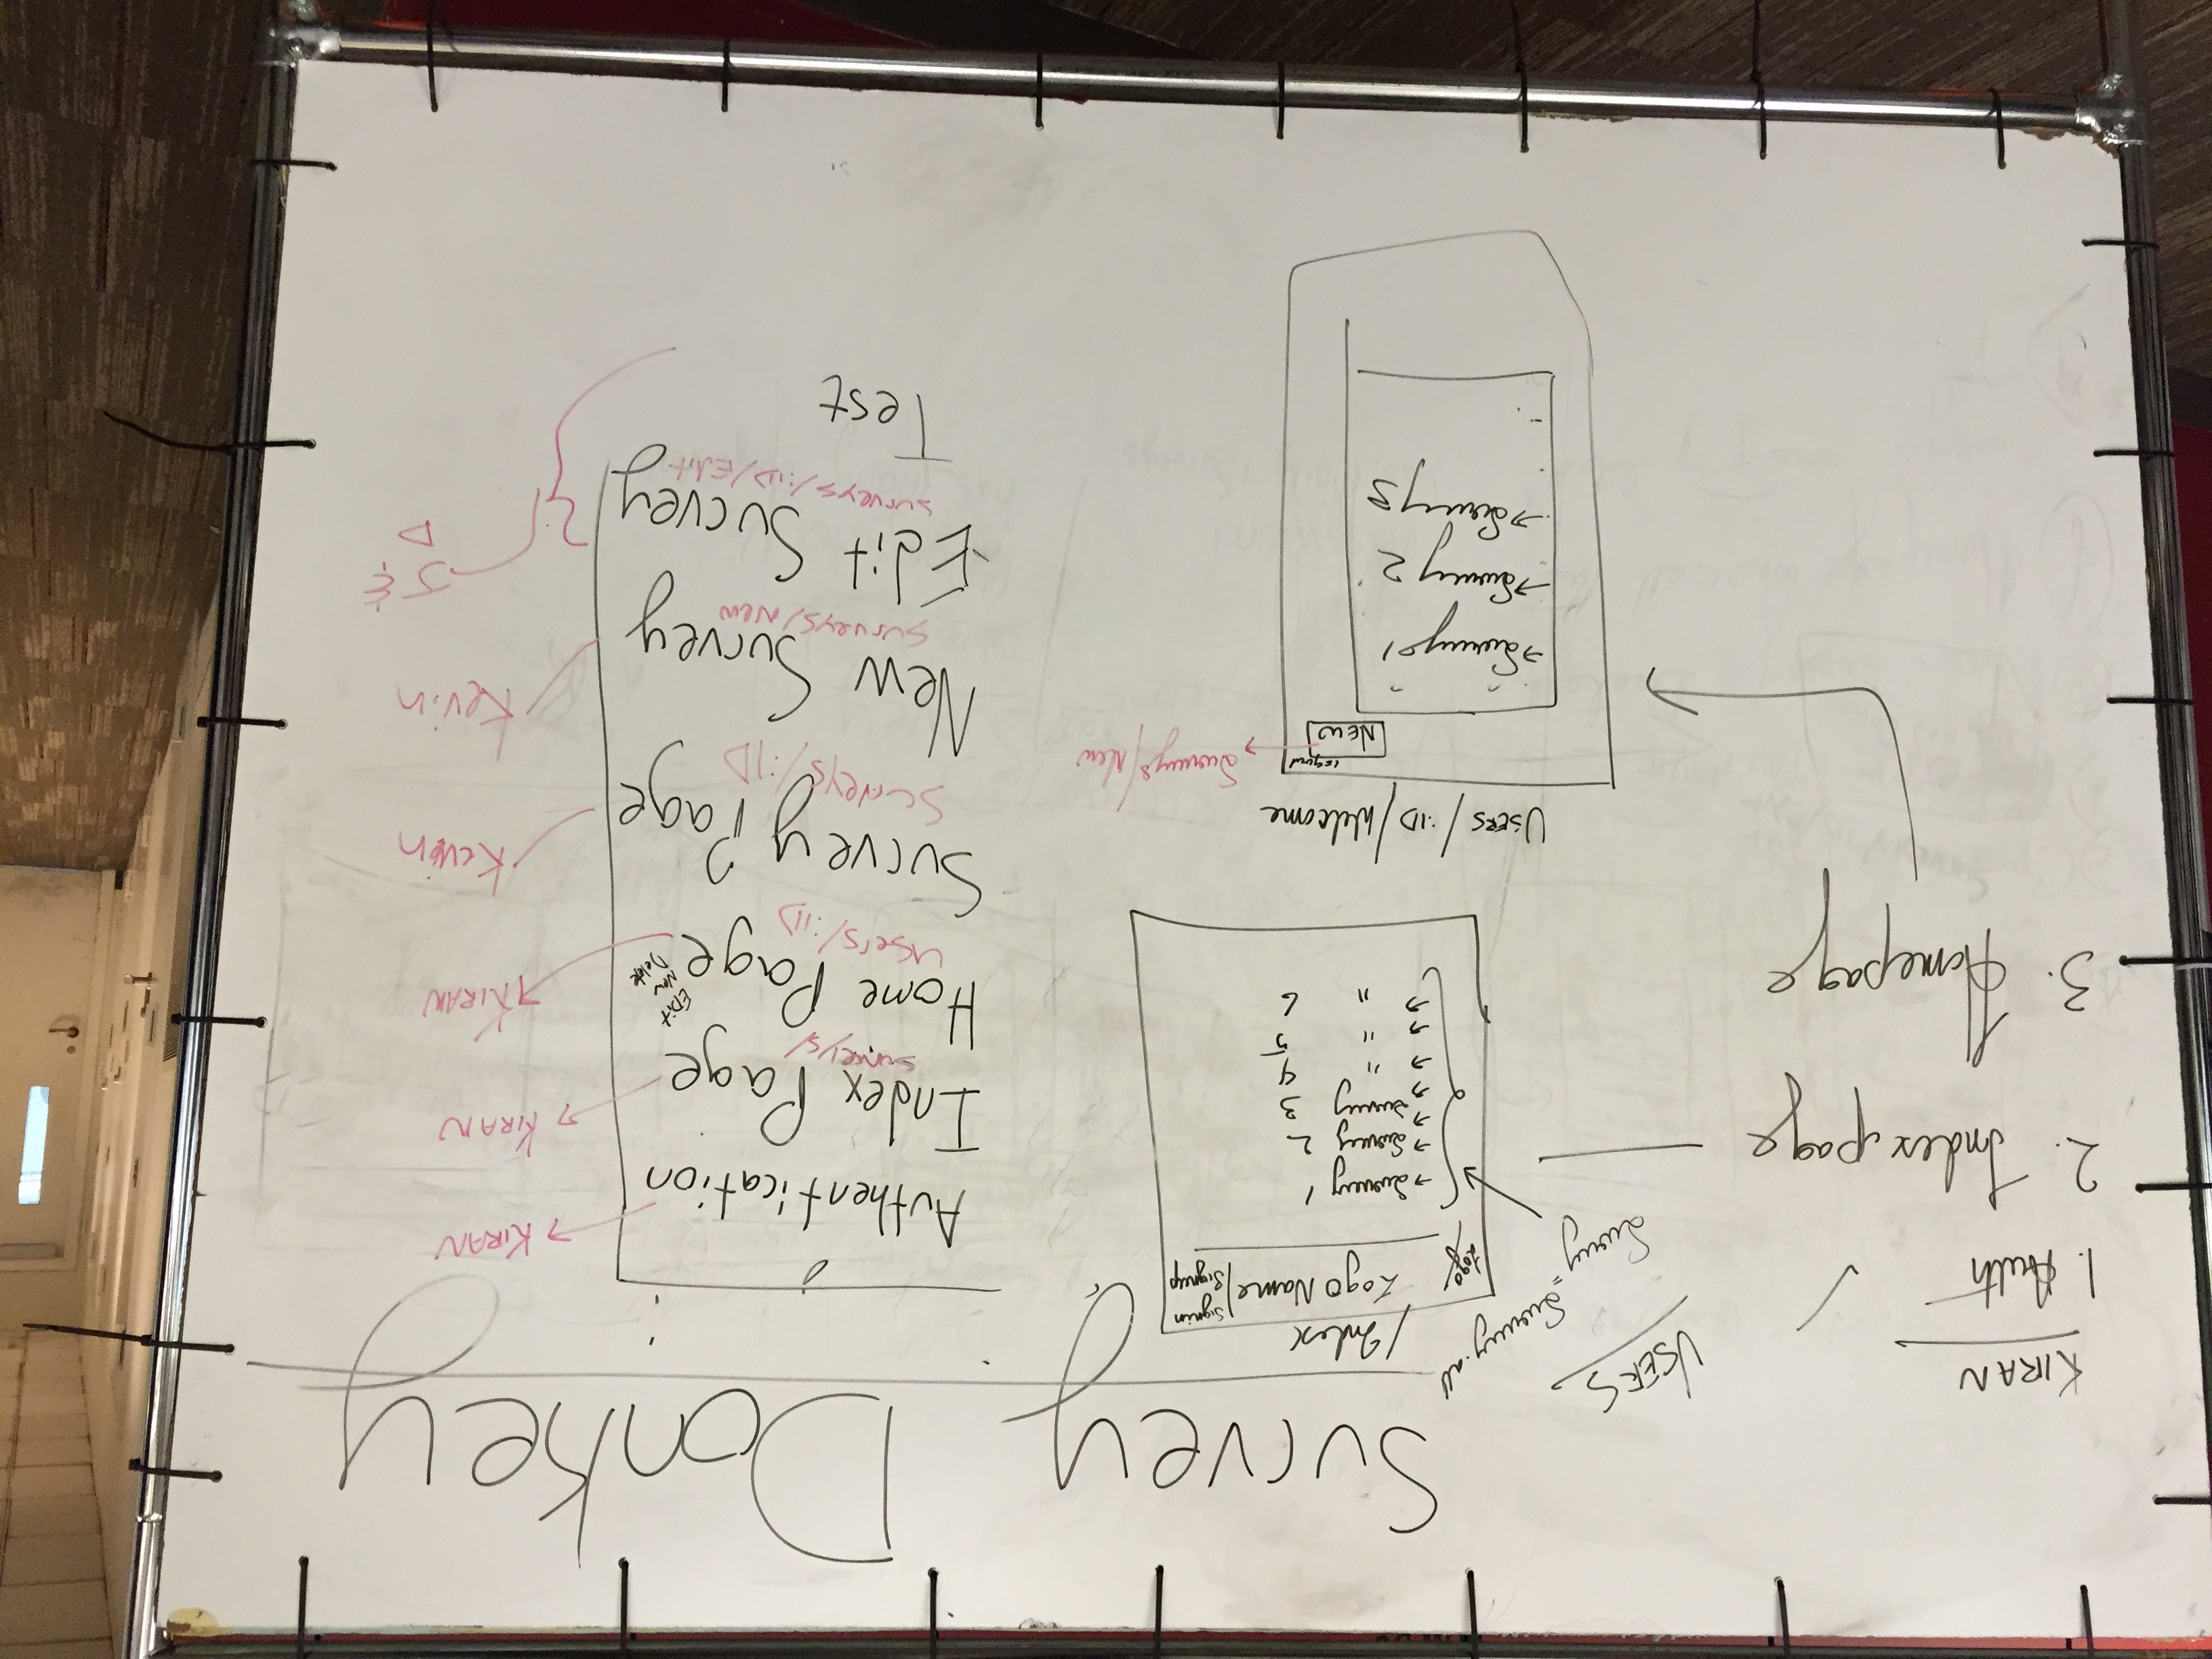 Survey Donkey
KIRAN
1. Auth
2. Index page
3. Homepage
USERS
Survey = Survey.all
/Index
Logo
Logo Name/
Signin
/Signup
→ Survey 1
→ Survey 2
→ Survey 3
→ " 4
→ " 5
→ " 6
USERS/:ID/Welcome
NEW
→ Surveys/New
→ Survey 1
→ Survey 2
→ Survey 3
Authentication
→ KIRAN
Index Page
surveys/
→ KIRAN
Home Page
EDit
New
Delete
users/:iD
→ KIRAN
Survey Page
Surveys/:ID
Kevin
New Survey
surveys/New
Kevin
Edit Survey
surveys/:iD/Edit
Test
J &
D